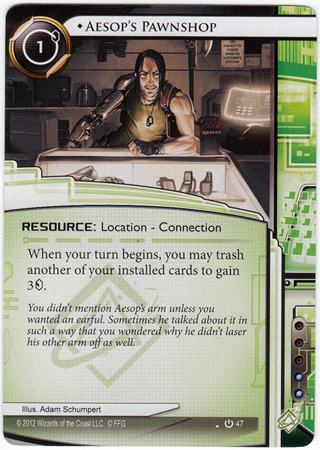 • AESOP'S PAWNSHOP
1
RESOURCE: Location - Connection
When your turn begins, you may trash
another of your installed cards to gain
3
You didn't mention Aesop's arm unless you
wanted an earful. Sometimes he talked about it in
such a way that you wondered why he didn't laser
his other arm off as well.
Illus. Adam Schumpert
© 2012 Wizards of the Coast LLC. © FFG
47